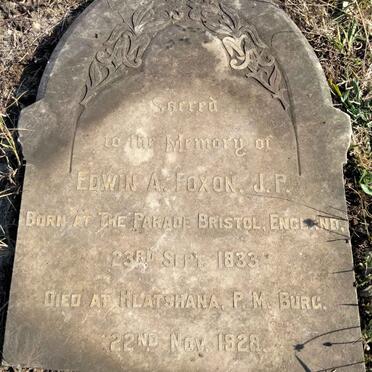 Sacred
to the Memory of
EDWIN A. FOXON. J.P.
BORN AT THE PARADE BRISTOL, ENGLAND.
23RD SEPT 1833
DIED AT HLATSHANA, P. M. BURG.
22ND NOV. 1928.